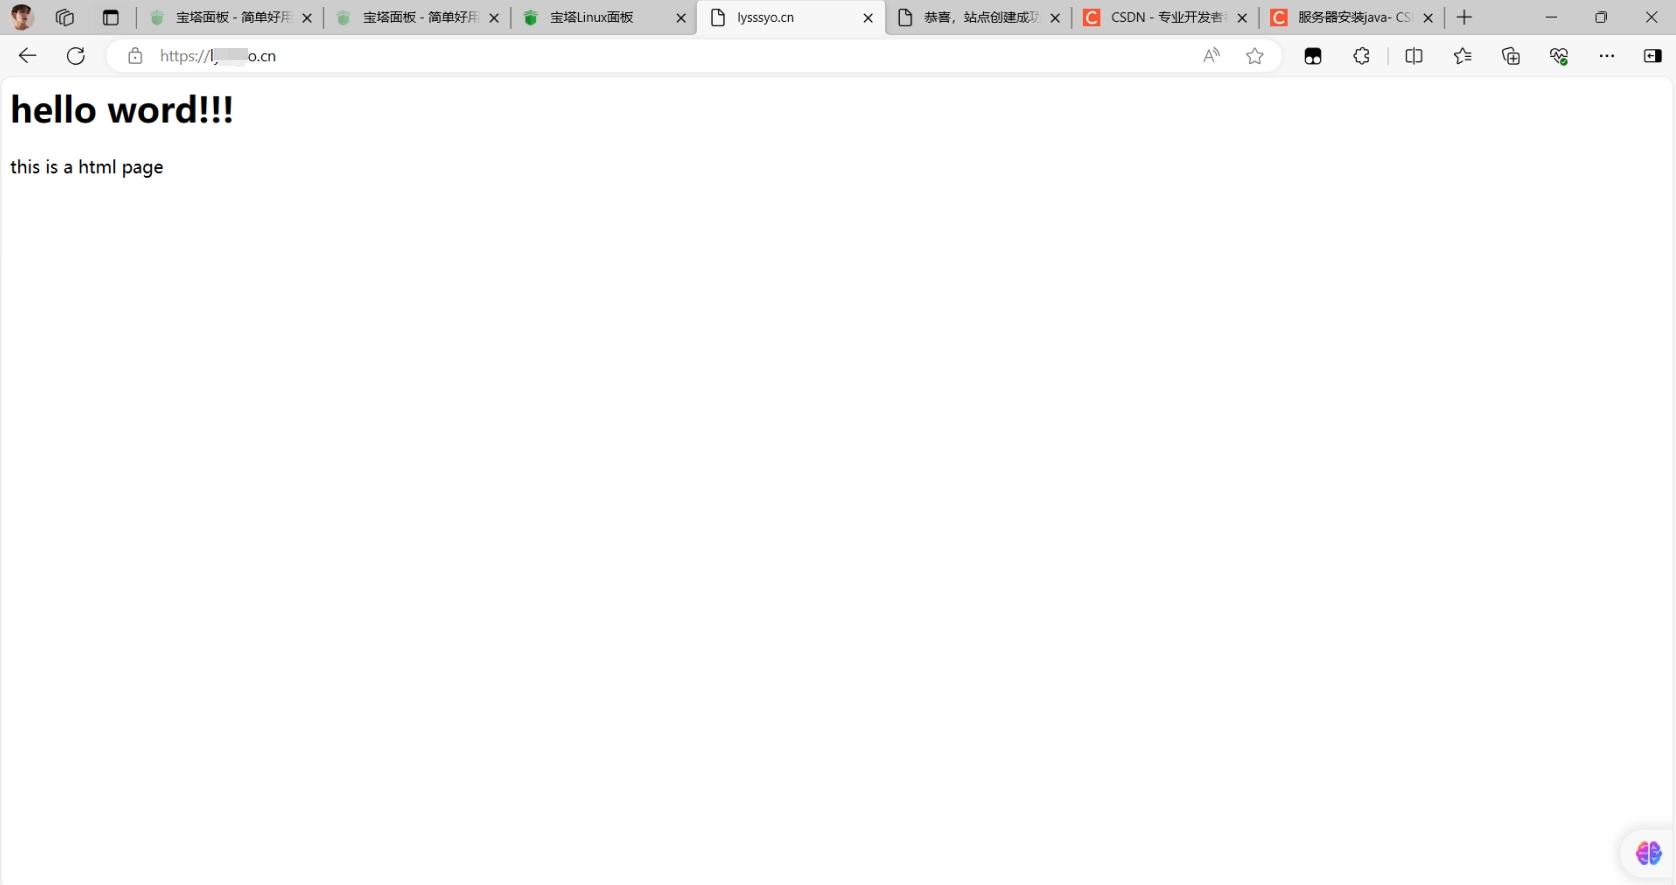 宝塔面板 - 简单好用
宝塔面板 - 简单好用
宝塔Linux面板
lysssyo.cn
恭喜，站点创建成功
CSDN - 专业开发者
服务器安装java- CS
https://l
o.cn
hello word!!!
this is a html page